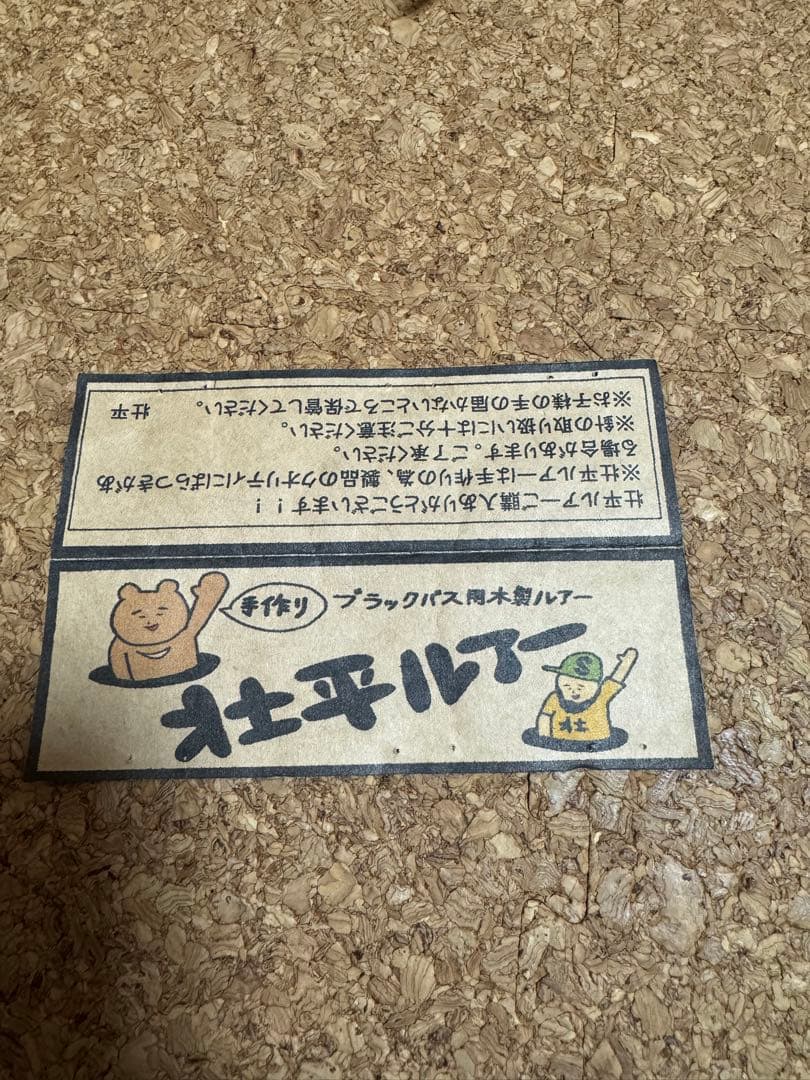 壮平ルアーご購入ありがとうございます！！
※壮平ルアーは手作りの為、製品のクオリティにばらつきがあ
る場合があります。ご了承ください。
※針の取り扱いには十分ご注意ください。
※お子様の手の届かないところで保管してください。
壮平
手作り
ブラックバス用木製ルアー
壮平ルアー
S
壮